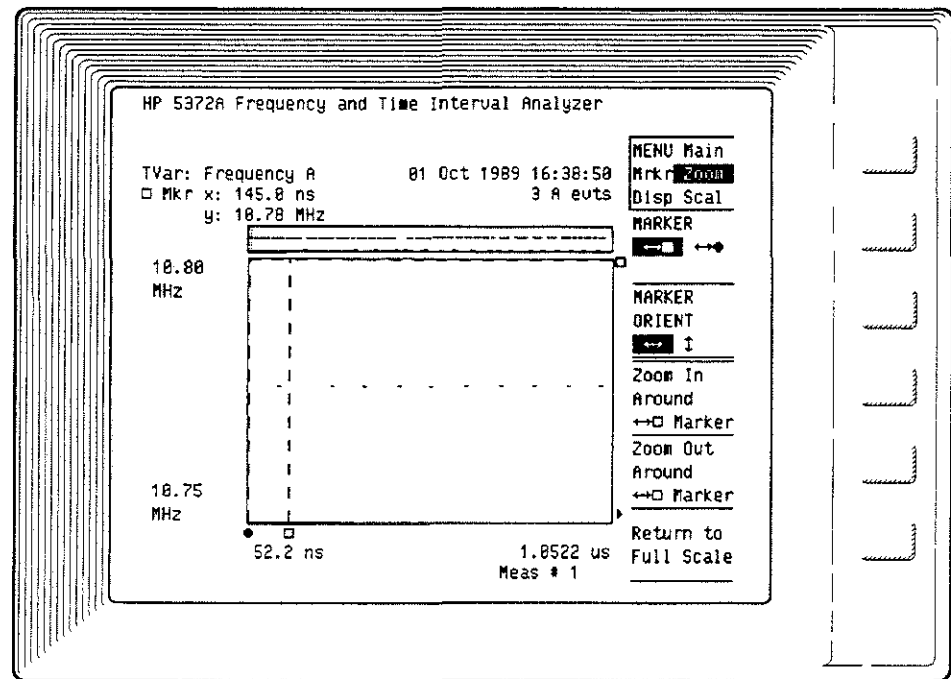 HP 5372A Frequency and Time Interval Analyzer
TVar: Frequency A
01 Oct 1989 16:38:50
□ Mkr x: 145.0 ns
3 A evts
y: 10.78 MHz
10.80
MHz
10.75
MHz
52.2 ns
1.0522 us
Meas # 1
MENU Main
Mrkr Zoom
Disp Scal
MARKER
↔□ ↔●
MARKER
ORIENT
↔ ↕
Zoom In
Around
↔□ Marker
Zoom Out
Around
↔□ Marker
Return to
Full Scale